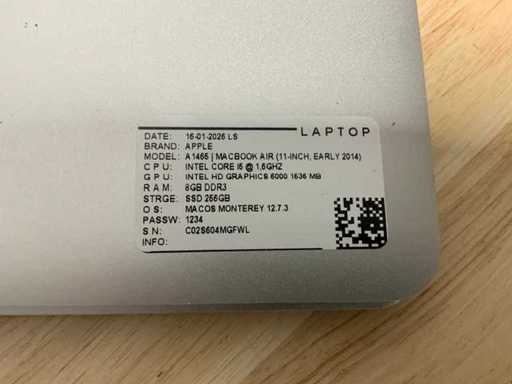 LAPTOP
DATE: 16-01-2026 LS
BRAND: APPLE
MODEL: A1465 | MACBOOK AIR (11-INCH, EARLY 2014)
CPU: INTEL CORE I5 @ 1,6GHZ
GPU: INTEL HD GRAPHICS 6000 1536 MB
RAM: 8GB DDR3
STRGE: SSD 256GB
OS: MACOS MONTEREY 12.7.3
PASSW: 1234
SN: C02S604MGFWL
INFO: